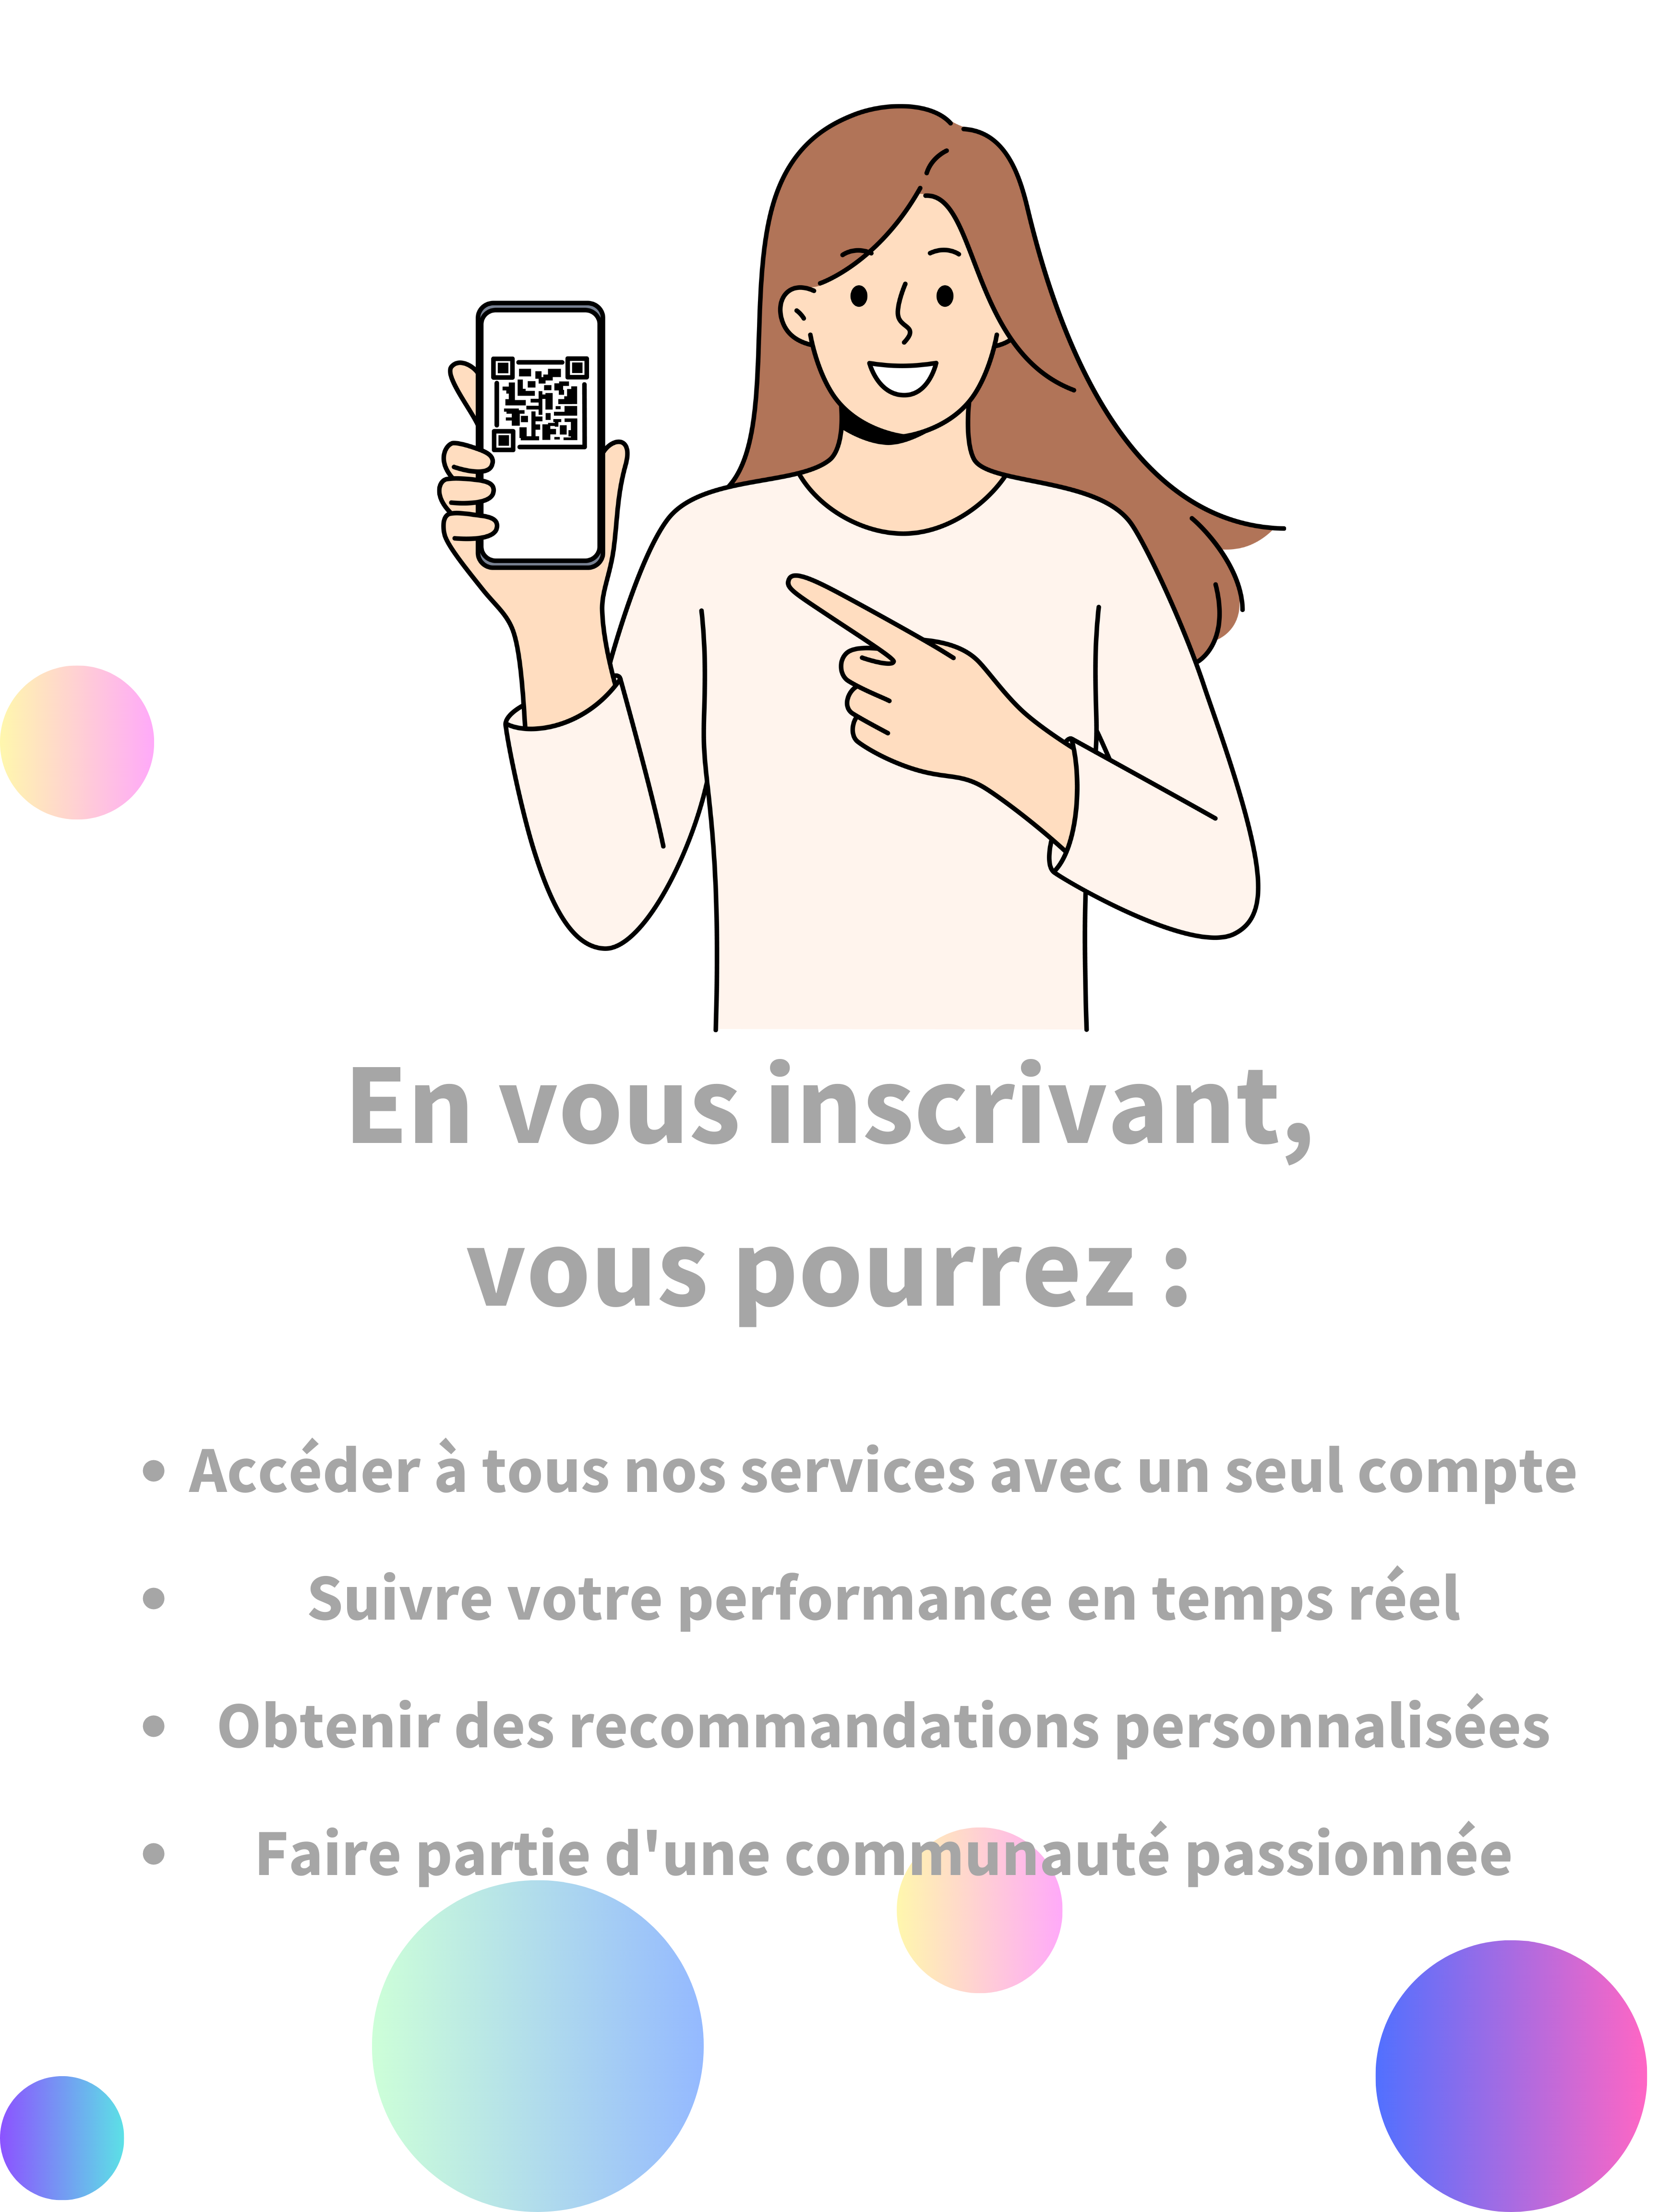 En vous inscrivant,
vous pourrez :
• Accéder à tous nos services avec un seul compte
• Suivre votre performance en temps réel
• Obtenir des recommandations personnalisées
• Faire partie d'une communauté passionnée